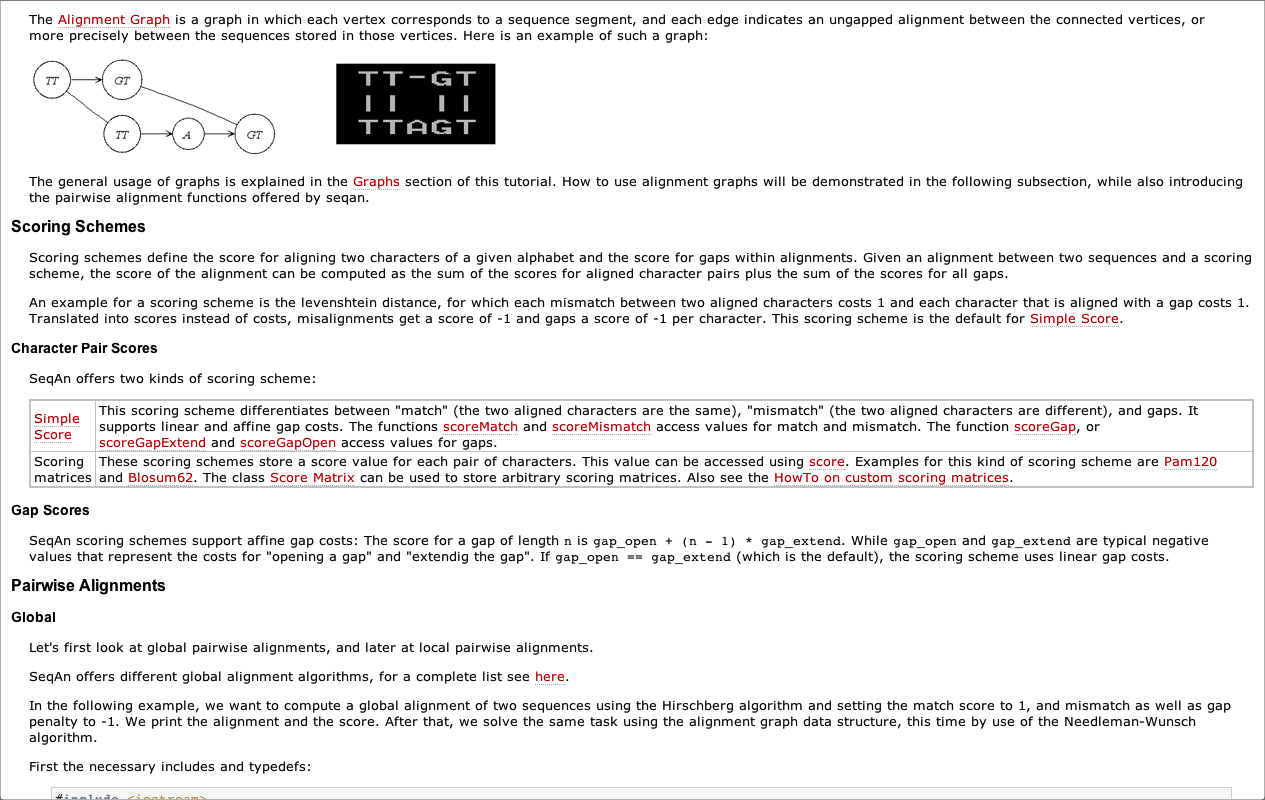 The Alignment Graph is a graph in which each vertex corresponds to a sequence segment, and each edge indicates an ungapped alignment between the connected vertices, or
more precisely between the sequences stored in those vertices. Here is an example of such a graph:
TT GT
TT A GT
TT-GT
|| ||
TTAGT
The general usage of graphs is explained in the Graphs section of this tutorial. How to use alignment graphs will be demonstrated in the following subsection, while also introducing
the pairwise alignment functions offered by seqan.
Scoring Schemes
Scoring schemes define the score for aligning two characters of a given alphabet and the score for gaps within alignments. Given an alignment between two sequences and a scoring
scheme, the score of the alignment can be computed as the sum of the scores for aligned character pairs plus the sum of the scores for all gaps.
An example for a scoring scheme is the levenshtein distance, for which each mismatch between two aligned characters costs 1 and each character that is aligned with a gap costs 1.
Translated into scores instead of costs, misalignments get a score of -1 and gaps a score of -1 per character. This scoring scheme is the default for Simple Score.
Character Pair Scores
SeqAn offers two kinds of scoring scheme:
Simple
Score
This scoring scheme differentiates between "match" (the two aligned characters are the same), "mismatch" (the two aligned characters are different), and gaps. It
supports linear and affine gap costs. The functions scoreMatch and scoreMismatch access values for match and mismatch. The function scoreGap, or
scoreGapExtend and scoreGapOpen access values for gaps.
Scoring
matrices
These scoring schemes store a score value for each pair of characters. This value can be accessed using score. Examples for this kind of scoring scheme are Pam120
and Blosum62. The class Score Matrix can be used to store arbitrary scoring matrices. Also see the HowTo on custom scoring matrices.
Gap Scores
SeqAn scoring schemes support affine gap costs: The score for a gap of length n is gap_open + (n - 1) * gap_extend. While gap_open and gap_extend are typical negative
values that represent the costs for "opening a gap" and "extendig the gap". If gap_open == gap_extend (which is the default), the scoring scheme uses linear gap costs.
Pairwise Alignments
Global
Let's first look at global pairwise alignments, and later at local pairwise alignments.
SeqAn offers different global alignment algorithms, for a complete list see here.
In the following example, we want to compute a global alignment of two sequences using the Hirschberg algorithm and setting the match score to 1, and mismatch as well as gap
penalty to -1. We print the alignment and the score. After that, we solve the same task using the alignment graph data structure, this time by use of the Needleman-Wunsch
algorithm.
First the necessary includes and typedefs:
#include <iostream>